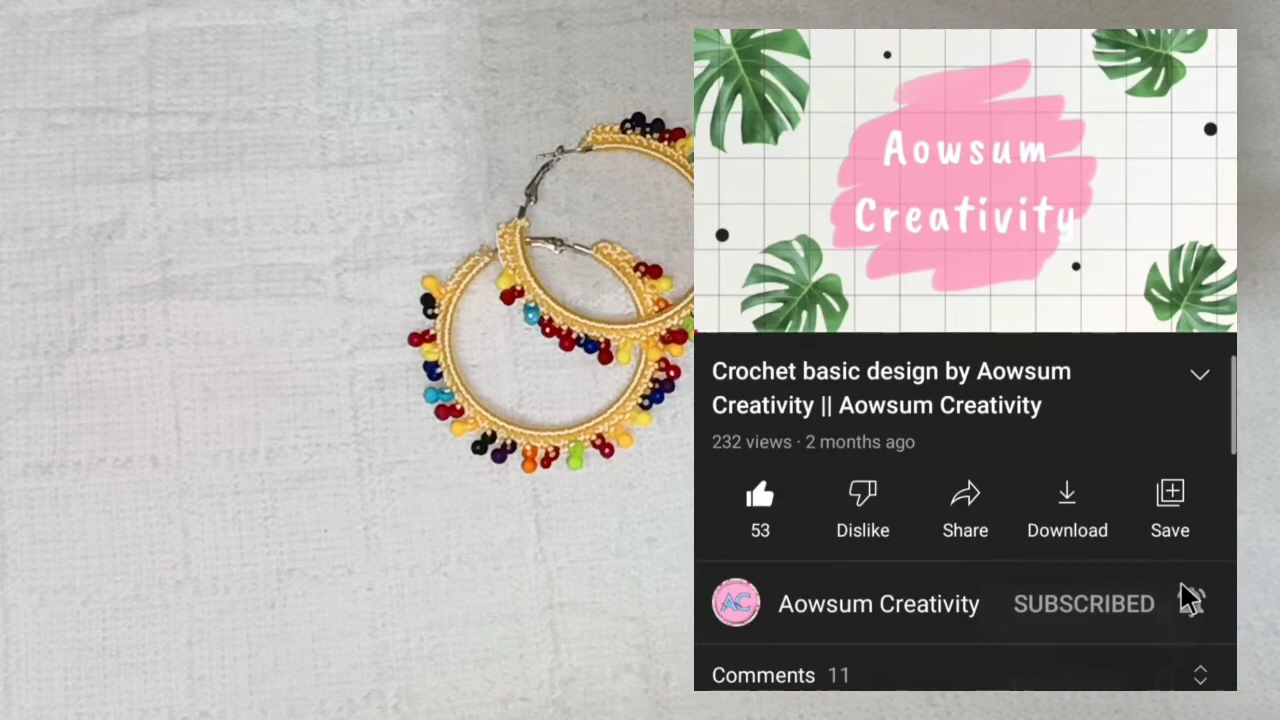 Aowsum
Creativity
Crochet basic design by Aowsum
Creativity || Aowsum Creativity
232 views · 2 months ago
53
Dislike
Share
Download
Save
AC
Aowsum Creativity
SUBSCRIBED
Comments 11